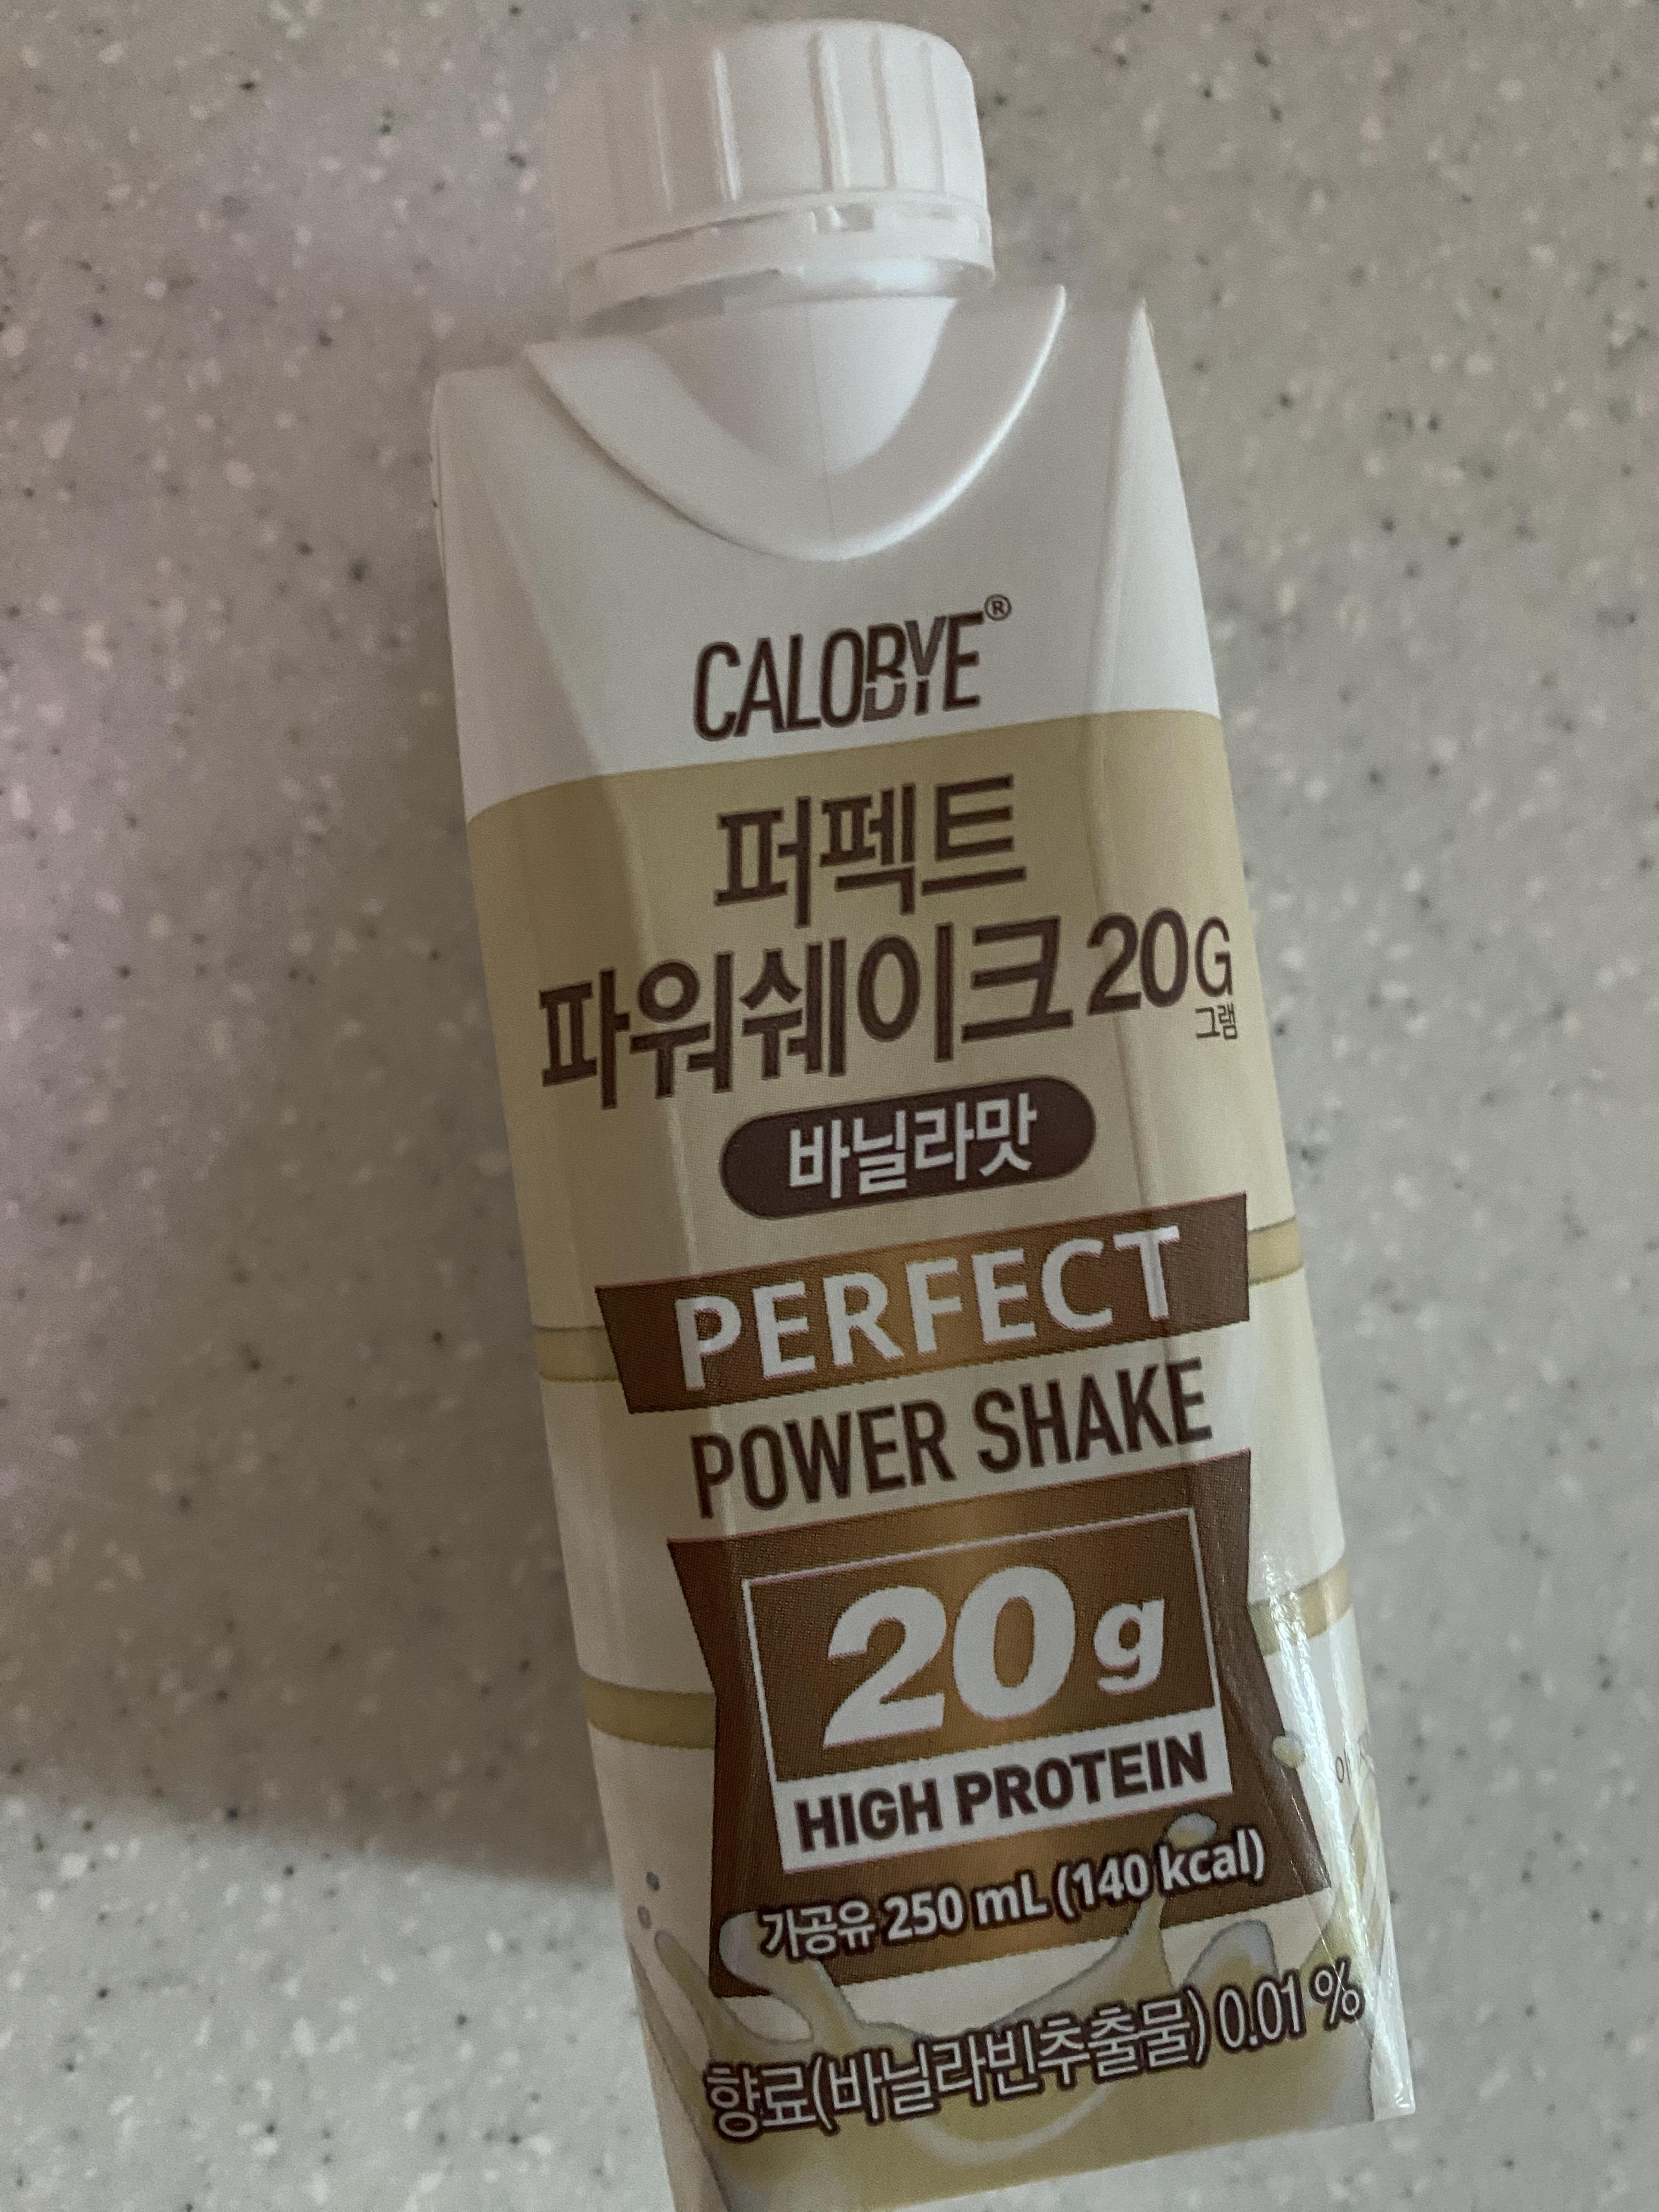 CALOBYE®
퍼펙트
파워쉐이크 20G
그램
바닐라맛
PERFECT
POWER SHAKE
20g
HIGH PROTEIN
가공유 250 mL (140 kcal)
향료(바닐라빈추출물) 0.01 %